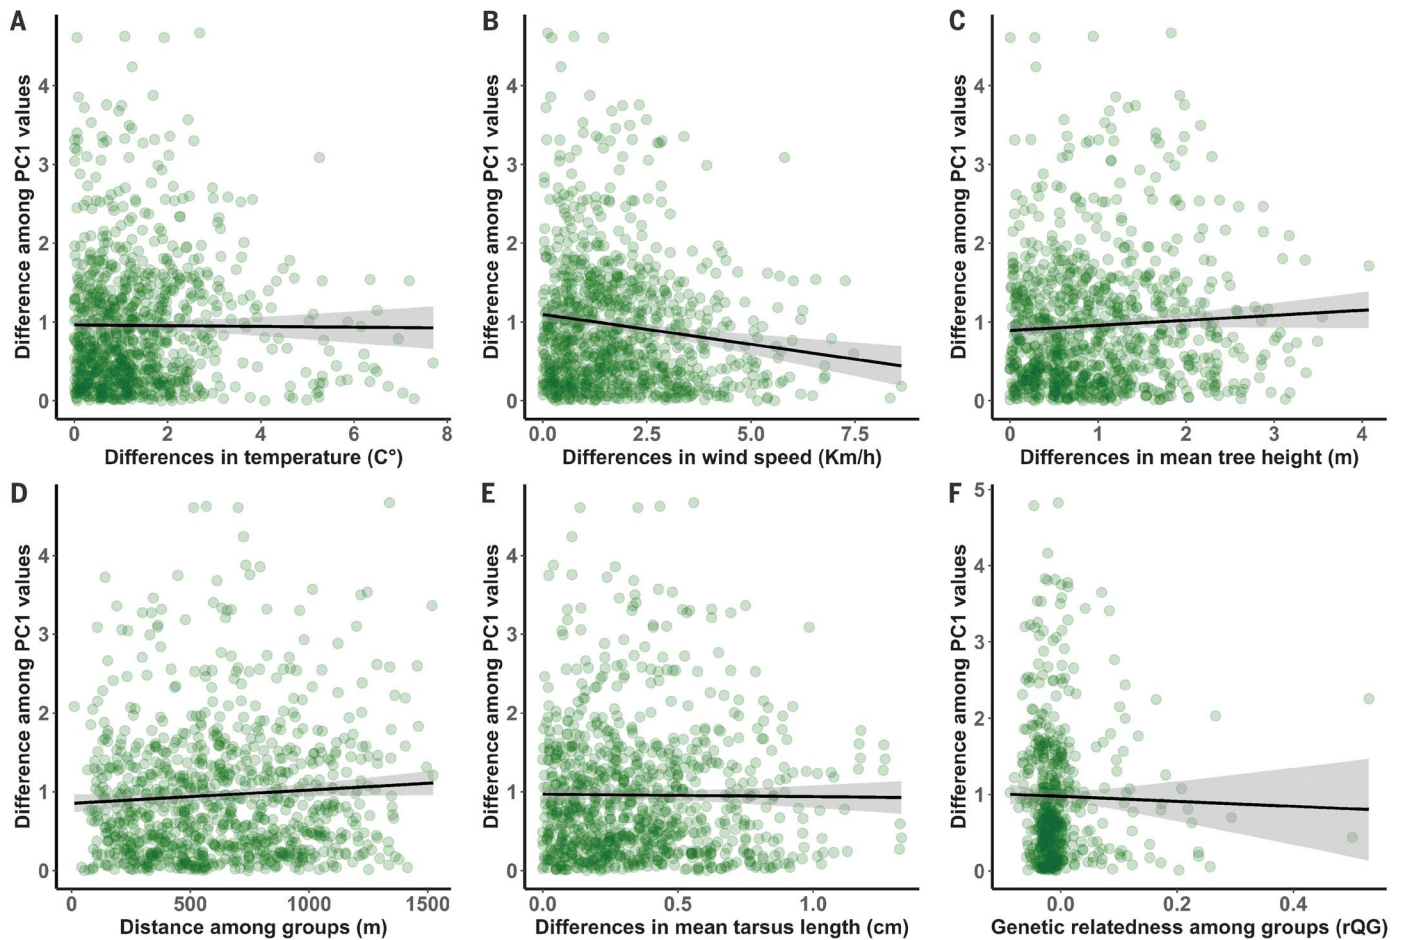 A
Difference among PC1 values
4
3
2
1
0
0 2 4 6 8
Differences in temperature (C°)
B
Difference among PC1 values
4
3
2
1
0
0.0 2.5 5.0 7.5
Differences in wind speed (Km/h)
C
Difference among PC1 values
4
3
2
1
0
0 1 2 3 4
Differences in mean tree height (m)
D
Difference among PC1 values
4
3
2
1
0
0 500 1000 1500
Distance among groups (m)
E
Difference among PC1 values
4
3
2
1
0
0.0 0.5 1.0
Differences in mean tarsus length (cm)
F
Difference among PC1 values
5
4
3
2
1
0
0.0 0.2 0.4
Genetic relatedness among groups (rQG)